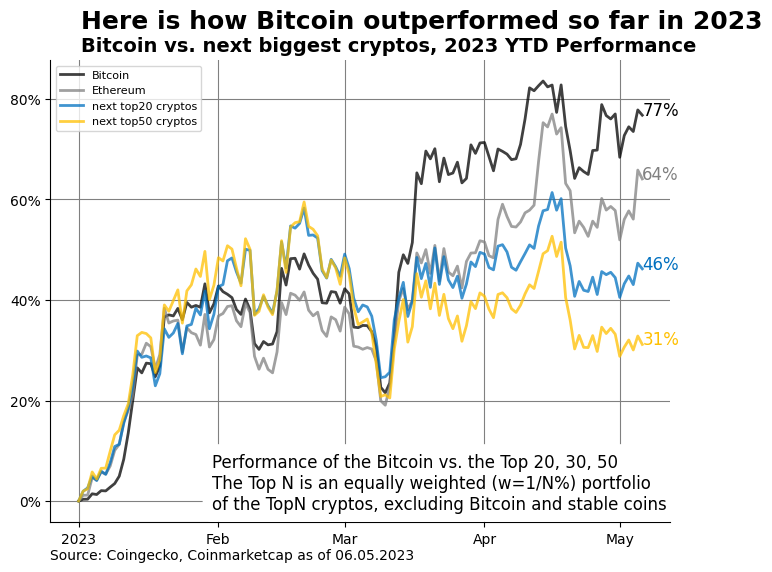 Here is how Bitcoin outperformed so far in 2023
Bitcoin vs. next biggest cryptos, 2023 YTD Performance
Bitcoin
Ethereum
next top20 cryptos
next top50 cryptos
80%
60%
40%
20%
0%
77%
64%
46%
31%
Performance of the Bitcoin vs. the Top 20, 30, 50
The Top N is an equally weighted (w=1/N%) portfolio
of the TopN cryptos, excluding Bitcoin and stable coins
2023 Feb Mar Apr May
Source: Coingecko, Coinmarketcap as of 06.05.2023